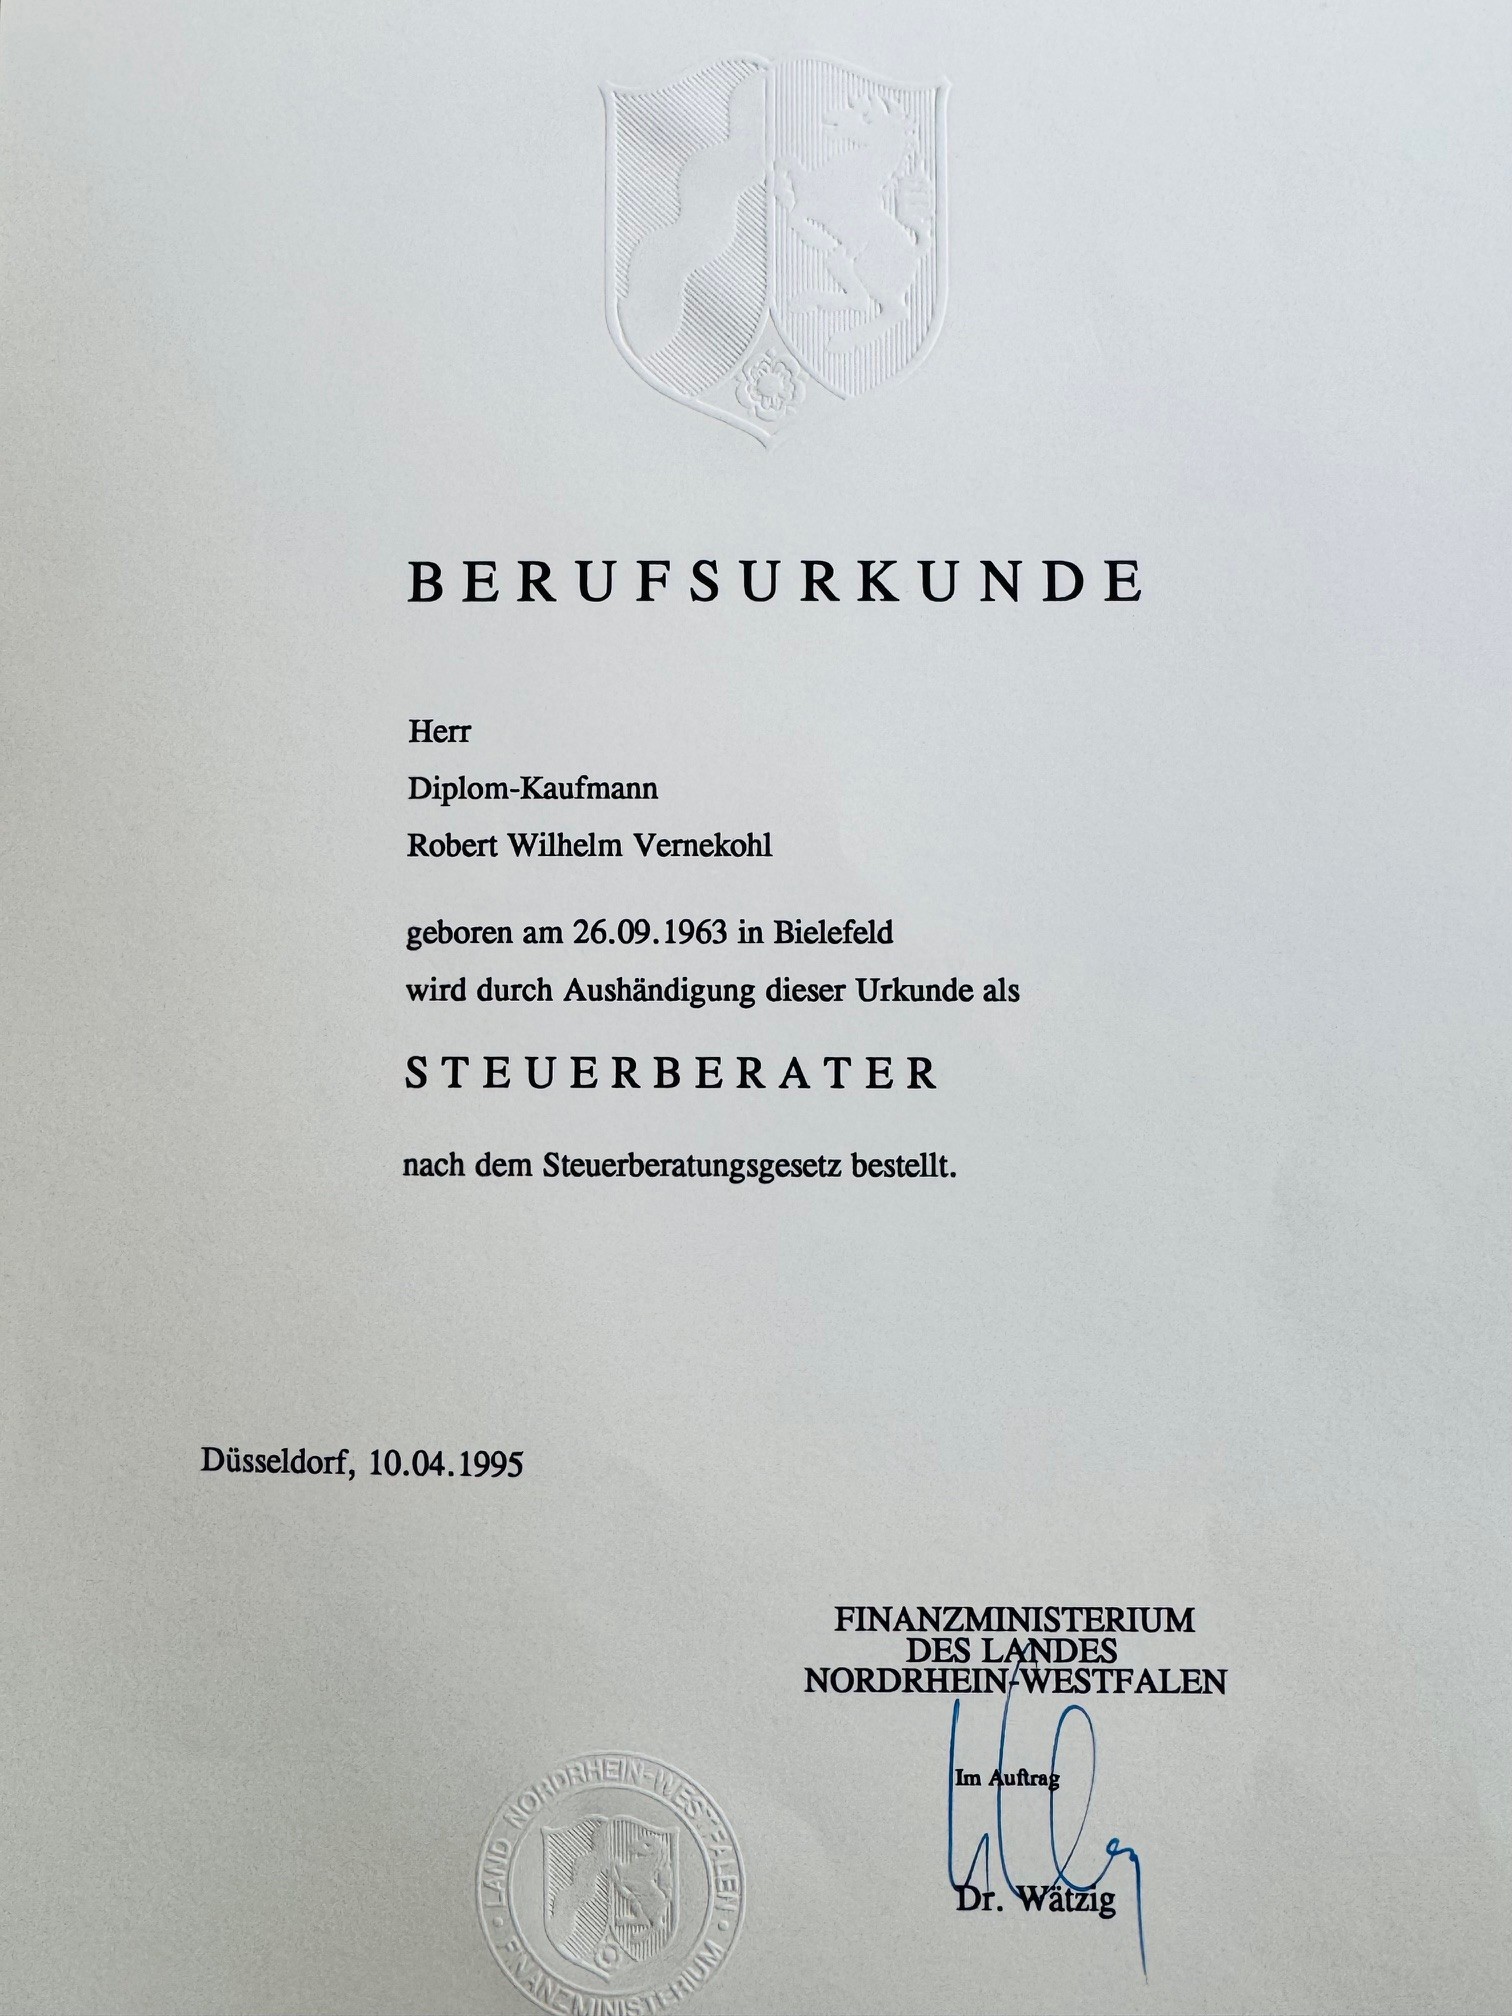 BERUFSURKUNDE
Herr
Diplom-Kaufmann
Robert Wilhelm Vernekohl
geboren am 26.09.1963 in Bielefeld
wird durch Aushändigung dieser Urkunde als
STEUERBERATER
nach dem Steuerberatungsgesetz bestellt.
Düsseldorf, 10.04.1995
FINANZMINISTERIUM
DES LANDES
NORDRHEIN-WESTFALEN
Im Auftrag
Dr. Wätzig
LAND NORDRHEIN-WESTFALEN
FINANZMINISTERIUM